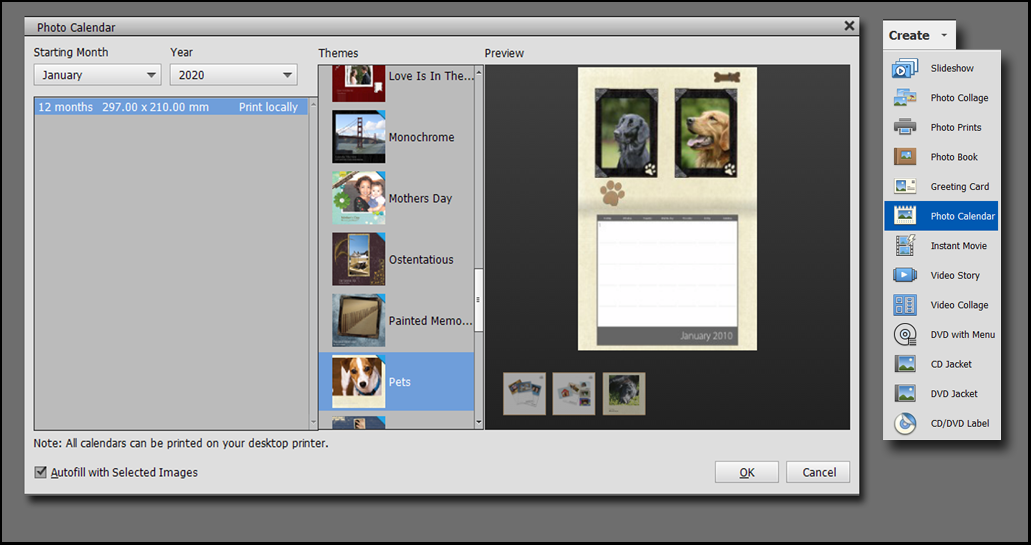 Photo Calendar
Starting Month
Year
January
2020
12 months 297.00 x 210.00 mm Print locally
Themes
Love Is In The...
Monochrome
Mothers Day
Ostentatious
Painted Memo...
Pets
Preview
January 2010
Note: All calendars can be printed on your desktop printer.
Autofill with Selected Images
OK
Cancel
Create
Slideshow
Photo Collage
Photo Prints
Photo Book
Greeting Card
Photo Calendar
Instant Movie
Video Story
Video Collage
DVD with Menu
CD Jacket
DVD Jacket
CD/DVD Label